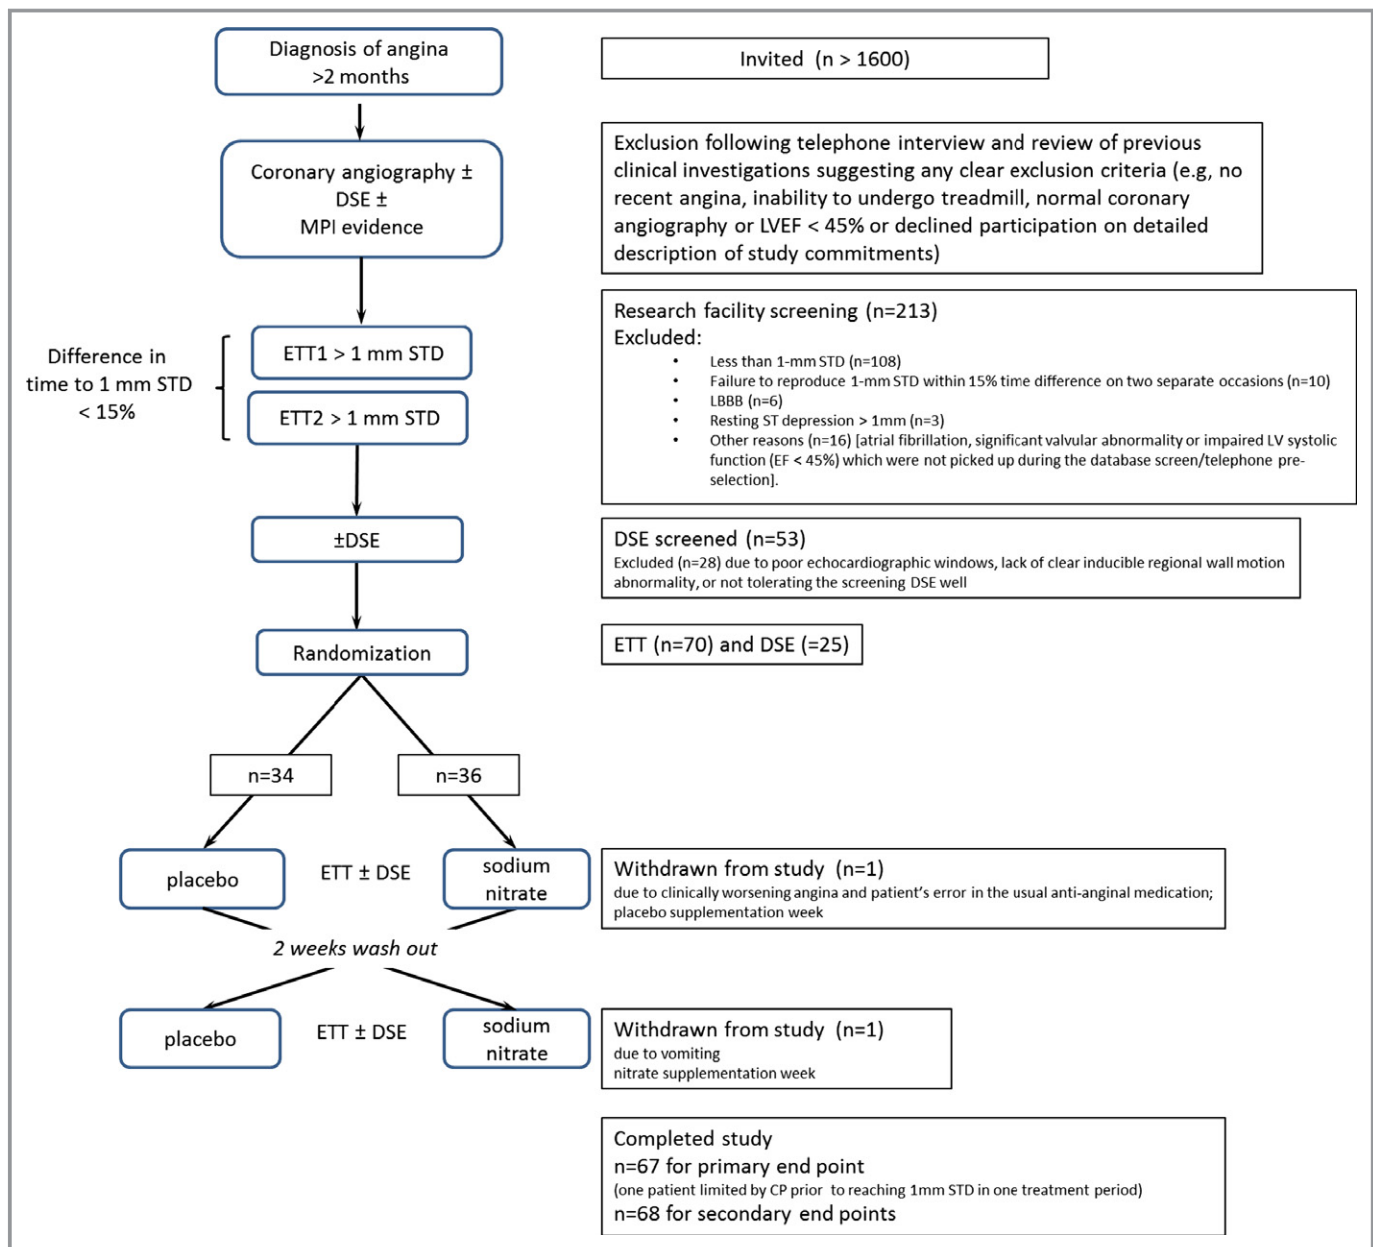 Diagnosis of angina
>2 months
Invited (n > 1600)
Coronary angiography ±
DSE ±
MPI evidence
Exclusion following telephone interview and review of previous
clinical investigations suggesting any clear exclusion criteria (e.g, no
recent angina, inability to undergo treadmill, normal coronary
angiography or LVEF < 45% or declined participation on detailed
description of study commitments)
Difference in
time to 1 mm STD
< 15%
ETT1 > 1 mm STD
ETT2 > 1 mm STD
Research facility screening (n=213)
Excluded:
• Less than 1-mm STD (n=108)
• Failure to reproduce 1-mm STD within 15% time difference on two separate occasions (n=10)
• LBBB (n=6)
• Resting ST depression > 1mm (n=3)
• Other reasons (n=16) [atrial fibrillation, significant valvular abnormality or impaired LV systolic
function (EF < 45%) which were not picked up during the database screen/telephone pre-
selection].
±DSE
DSE screened (n=53)
Excluded (n=28) due to poor echocardiographic windows, lack of clear inducible regional wall motion
abnormality, or not tolerating the screening DSE well
Randomization
ETT (n=70) and DSE (=25)
n=34
n=36
placebo
ETT ± DSE
sodium
nitrate
Withdrawn from study (n=1)
due to clinically worsening angina and patient's error in the usual anti-anginal medication;
placebo supplementation week
2 weeks wash out
placebo
ETT ± DSE
sodium
nitrate
Withdrawn from study (n=1)
due to vomiting
nitrate supplementation week
Completed study
n=67 for primary end point
(one patient limited by CP prior to reaching 1mm STD in one treatment period)
n=68 for secondary end points